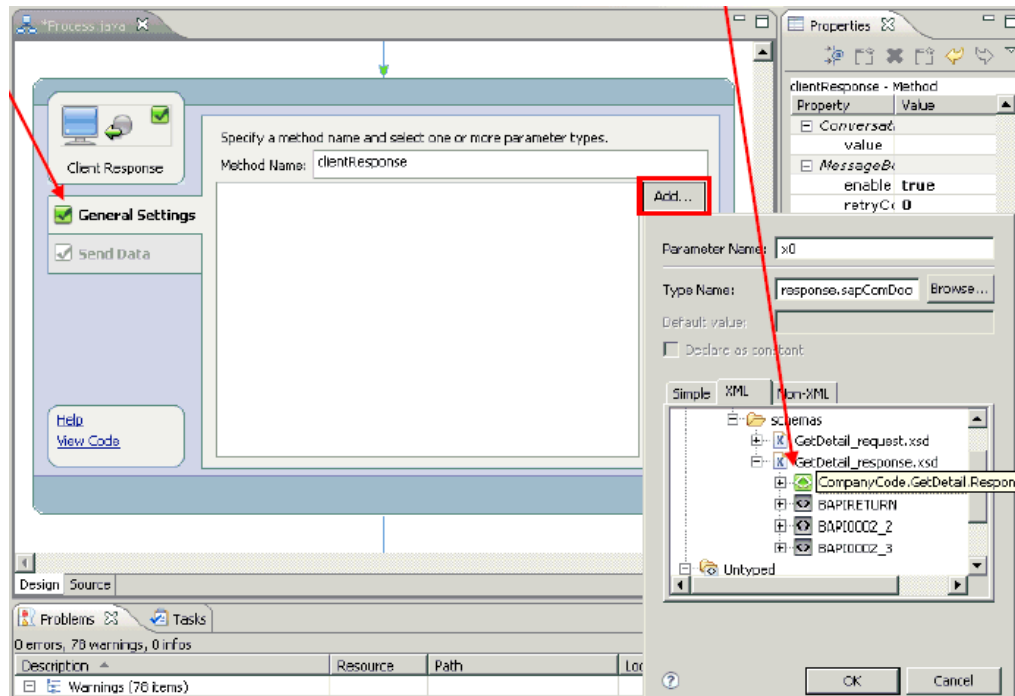 *Process.java
Client Response
General Settings
Send Data
Help
View Code
Specify a method name and select one or more parameter types.
Method Name: clientResponse
Add...
Design Source
Problems Tasks
0 errors, 78 warnings, 0 infos
Description Resource Path Loc
Warnings (78 items)
Properties
clientResponse - Method
Property Value
Conversat
value
MessageBu
enable true
retryCo 0
Parameter Name: x0
Type Name: response.sapComDoo Browse...
Default value:
Declare as constant
Simple XML Non-XML
schemas
GetDetail_request.xsd
GetDetail_response.xsd
CompanyCode.GetDetail.Respon
BAPIRETURN
BAPI0002_2
BAPI0002_3
Untyped
OK Cancel